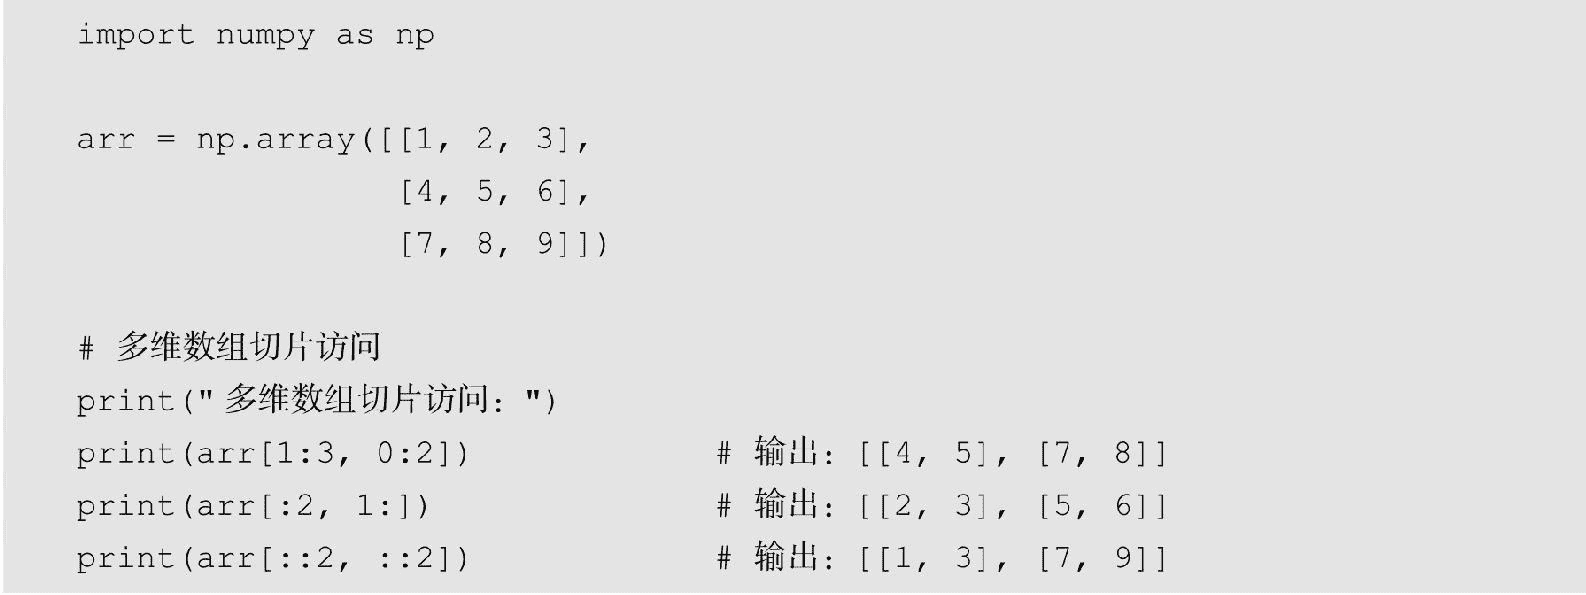 import numpy as np
arr = np.array([[1, 2, 3],
[4, 5, 6],
[7, 8, 9]])
# 多维数组切片访问
print("多维数组切片访问：")
print(arr[1:3, 0:2]) # 输出：[[4, 5], [7, 8]]
print(arr[:2, 1:]) # 输出：[[2, 3], [5, 6]]
print(arr[::2, ::2]) # 输出：[[1, 3], [7, 9]]